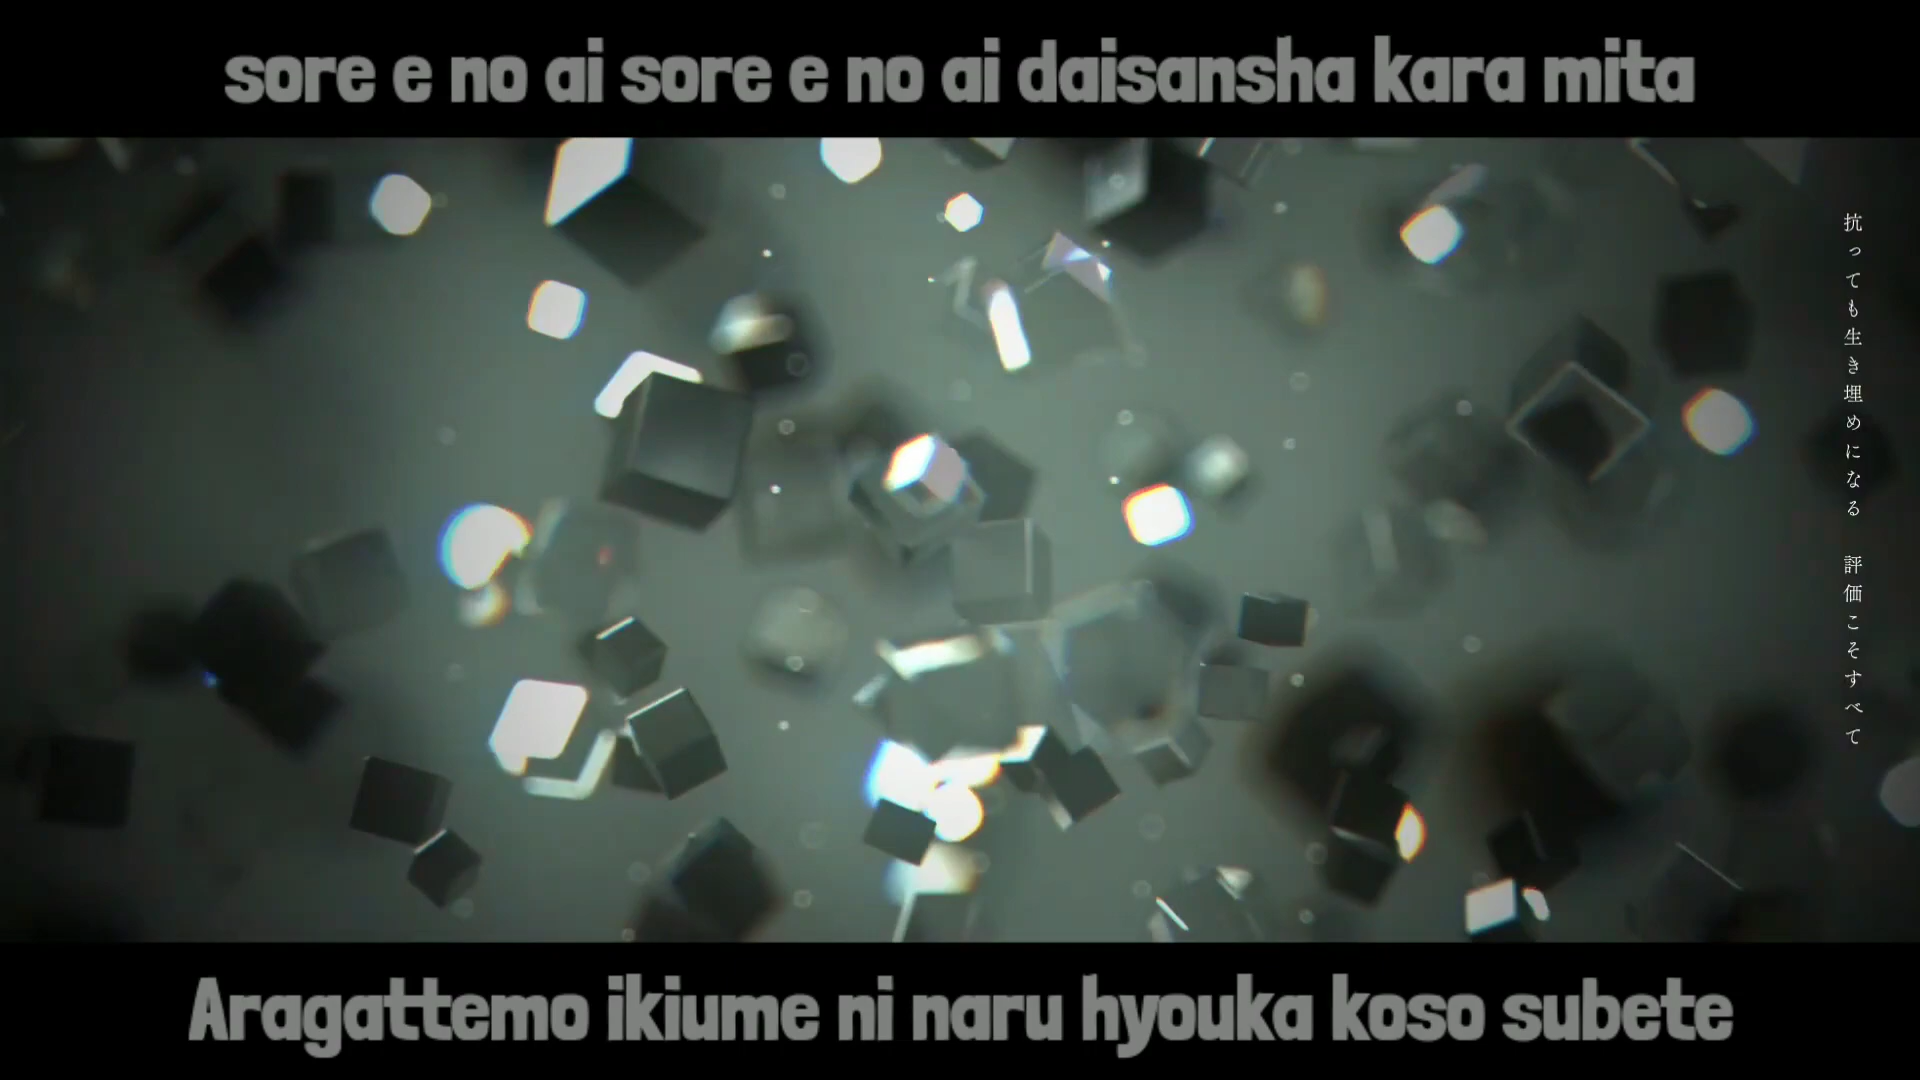 sore e no ai sore e no ai daisansha kara mita
抗っても生き埋めになる　評価こそすべて
Aragattemo ikiume ni naru hyouka koso subete